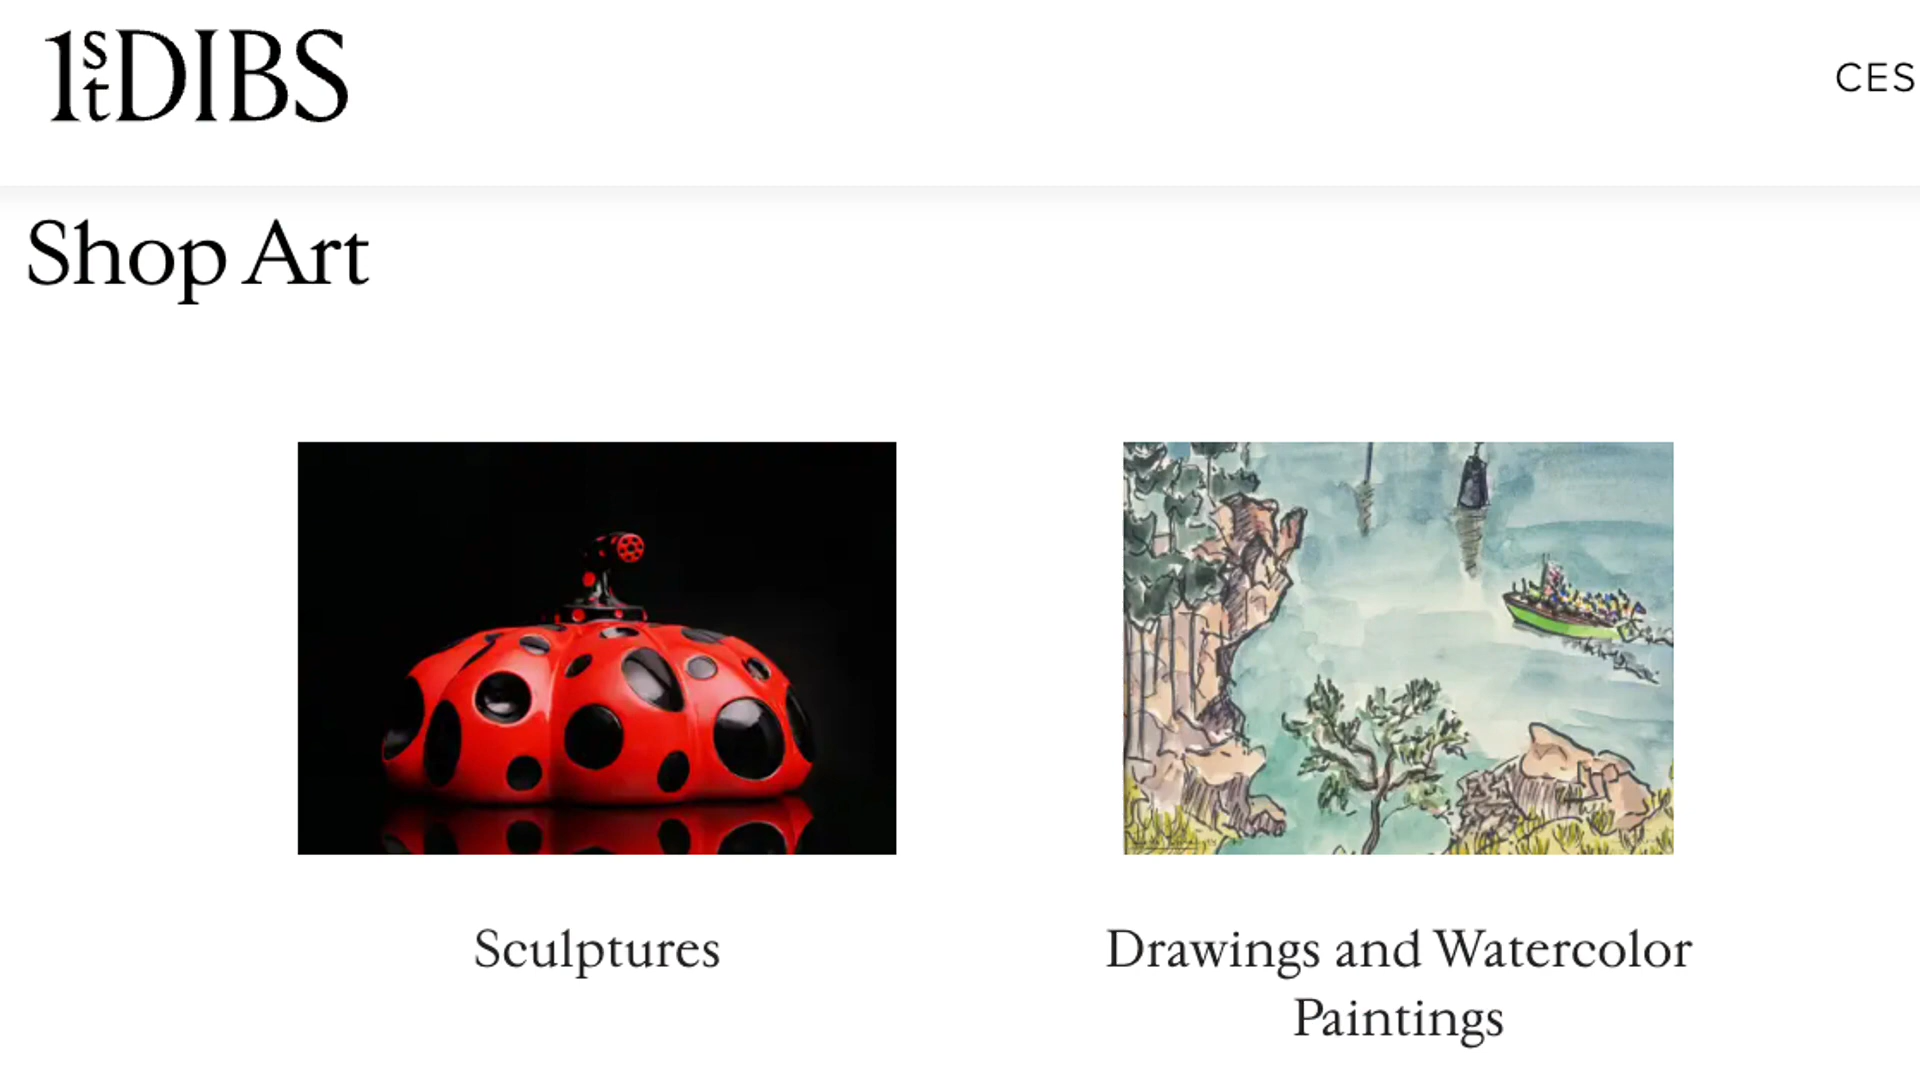 1stDIBS
CES
Shop Art
Sculptures
Drawings and Watercolor
Paintings